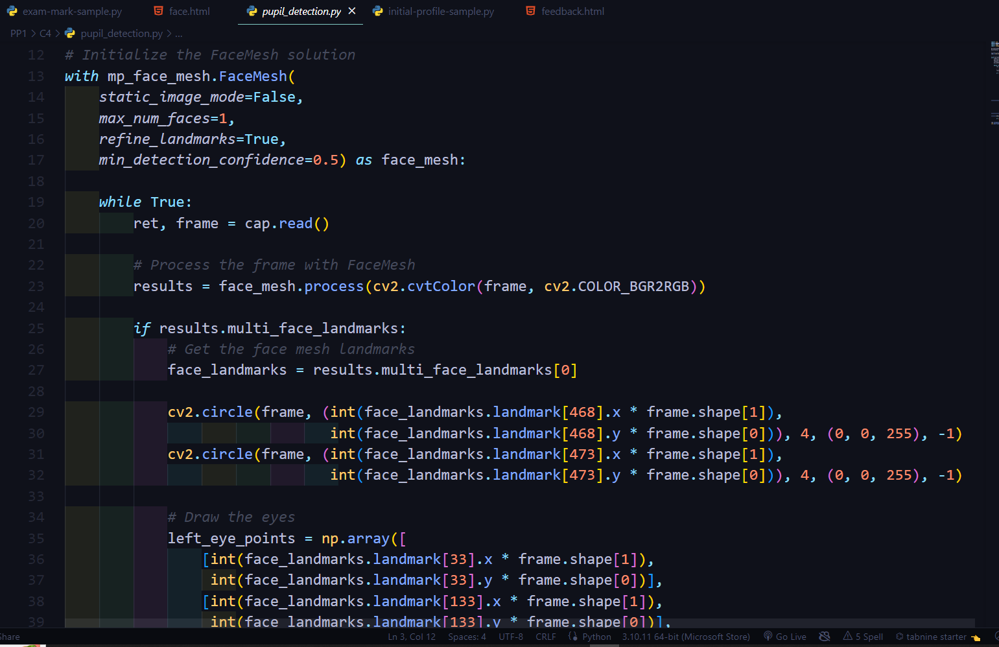 exam-mark-sample.py face.html pupil_detection.py × initial-profile-sample.py feedback.html
PP1 > C4 > pupil_detection.py > ...
12 # Initialize the FaceMesh solution
13 with mp_face_mesh.FaceMesh(
14 static_image_mode=False,
15 max_num_faces=1,
16 refine_landmarks=True,
17 min_detection_confidence=0.5) as face_mesh:
18
19 while True:
20 ret, frame = cap.read()
21
22 # Process the frame with FaceMesh
23 results = face_mesh.process(cv2.cvtColor(frame, cv2.COLOR_BGR2RGB))
24
25 if results.multi_face_landmarks:
26 # Get the face mesh landmarks
27 face_landmarks = results.multi_face_landmarks[0]
28
29 cv2.circle(frame, (int(face_landmarks.landmark[468].x * frame.shape[1]),
30 int(face_landmarks.landmark[468].y * frame.shape[0])), 4, (0, 0, 255), -1)
31 cv2.circle(frame, (int(face_landmarks.landmark[473].x * frame.shape[1]),
32 int(face_landmarks.landmark[473].y * frame.shape[0])), 4, (0, 0, 255), -1)
33
34 # Draw the eyes
35 left_eye_points = np.array([
36 [int(face_landmarks.landmark[33].x * frame.shape[1]),
37 int(face_landmarks.landmark[33].y * frame.shape[0])],
38 [int(face_landmarks.landmark[133].x * frame.shape[1]),
39 int(face_landmarks.landmark[133].y * frame.shape[0])],
Share Ln 3, Col 12 Spaces: 4 UTF-8 CRLF Python 3.10.11 64-bit (Microsoft Store) Go Live 5 Spell tabnine starter